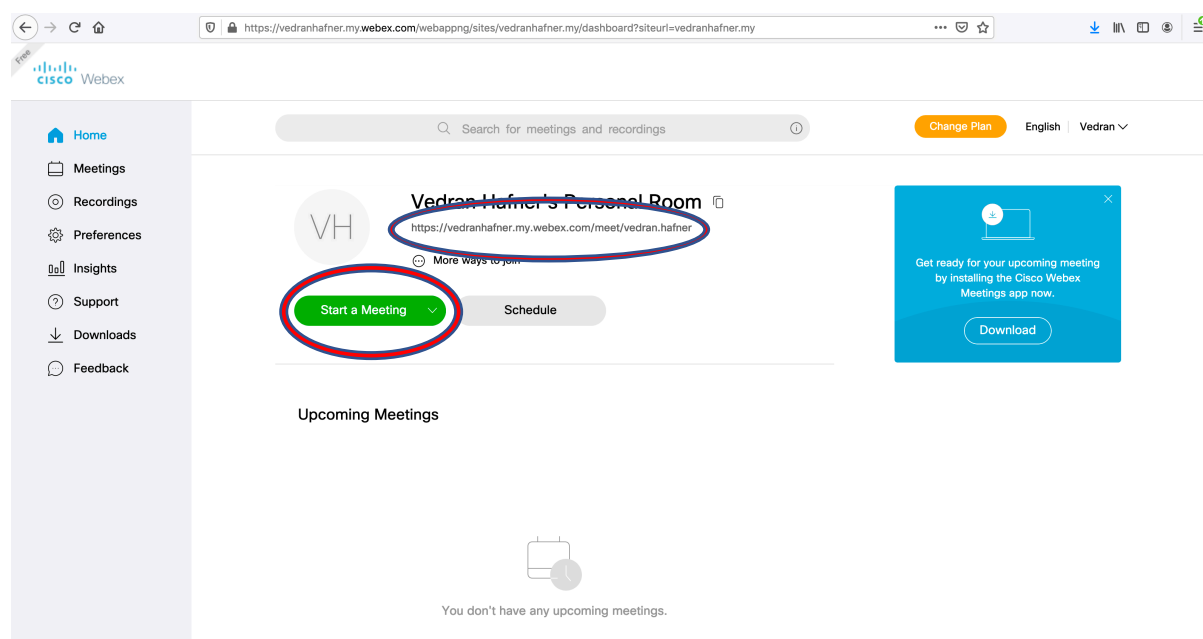 https://vedranhafner.my.webex.com/webappng/sites/vedranhafner.my/dashboard?siteurl=vedranhafner.my
Free
CISCO Webex
Search for meetings and recordings
Change Plan English Vedran
Home
Meetings
Recordings
Preferences
Insights
Support
Downloads
Feedback
VH
Vedran Hafner's Personal Room
https://vedranhafner.my.webex.com/meet/vedran.hafner
More ways to join
Start a Meeting
Schedule
Get ready for your upcoming meeting
by installing the Cisco Webex
Meetings app now.
Download
Upcoming Meetings
You don't have any upcoming meetings.